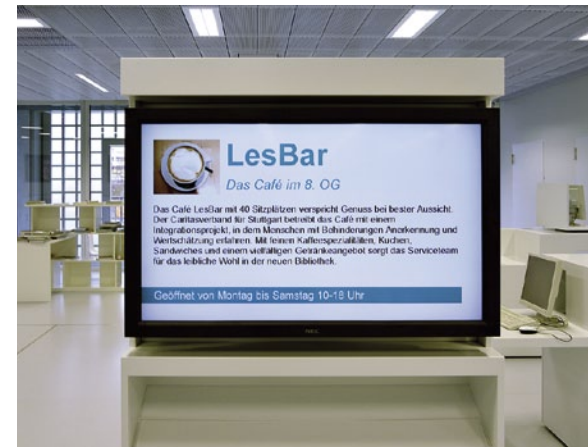 LesBar
Das Café im 8. OG
Das Café LesBar mit 40 Sitzplätzen verspricht Genuss bei bester Aussicht.
Der Caritasverband für Stuttgart betreibt das Café mit einem
Integrationsprojekt, in dem Menschen mit Behinderungen Anerkennung und
Wertschätzung erfahren. Mit feinen Kaffeespezialitäten, Kuchen,
Sandwiches und einem vielfältigen Getränkeangebot sorgt das Serviceteam
für das leibliche Wohl in der neuen Bibliothek.
Geöffnet von Montag bis Samstag 10-18 Uhr
NEC